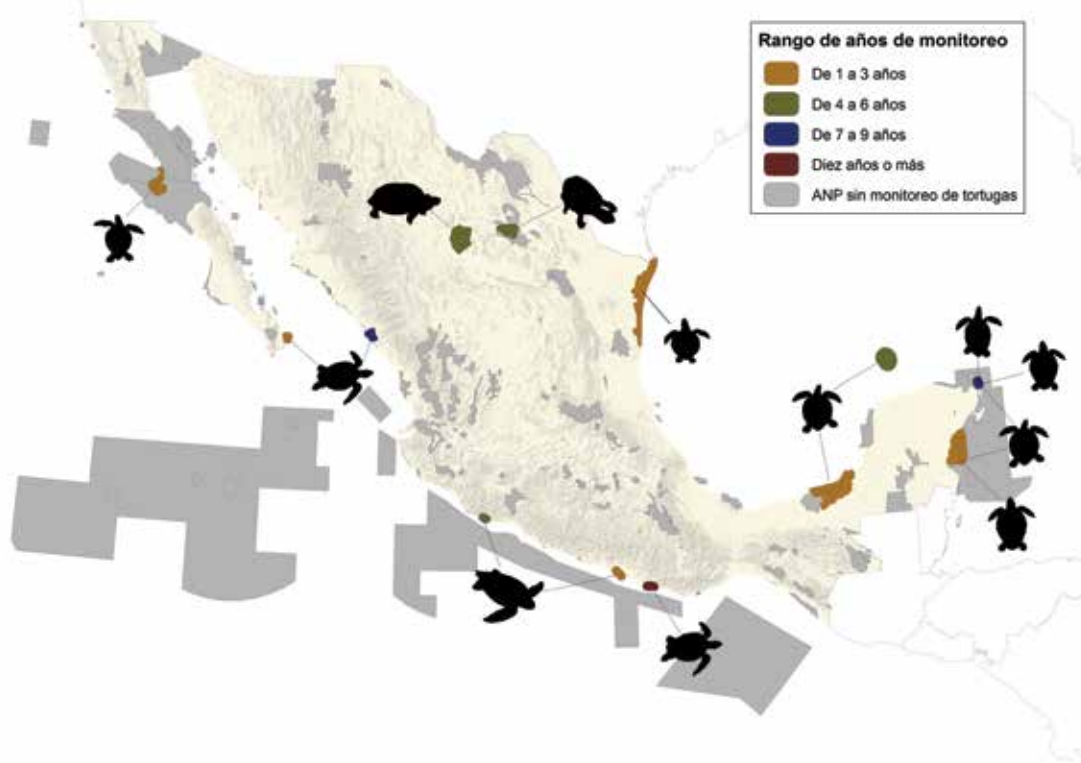 Rango de años de monitoreo
De 1 a 3 años
De 4 a 6 años
De 7 a 9 años
Diez años o más
ANP sin monitoreo de tortugas